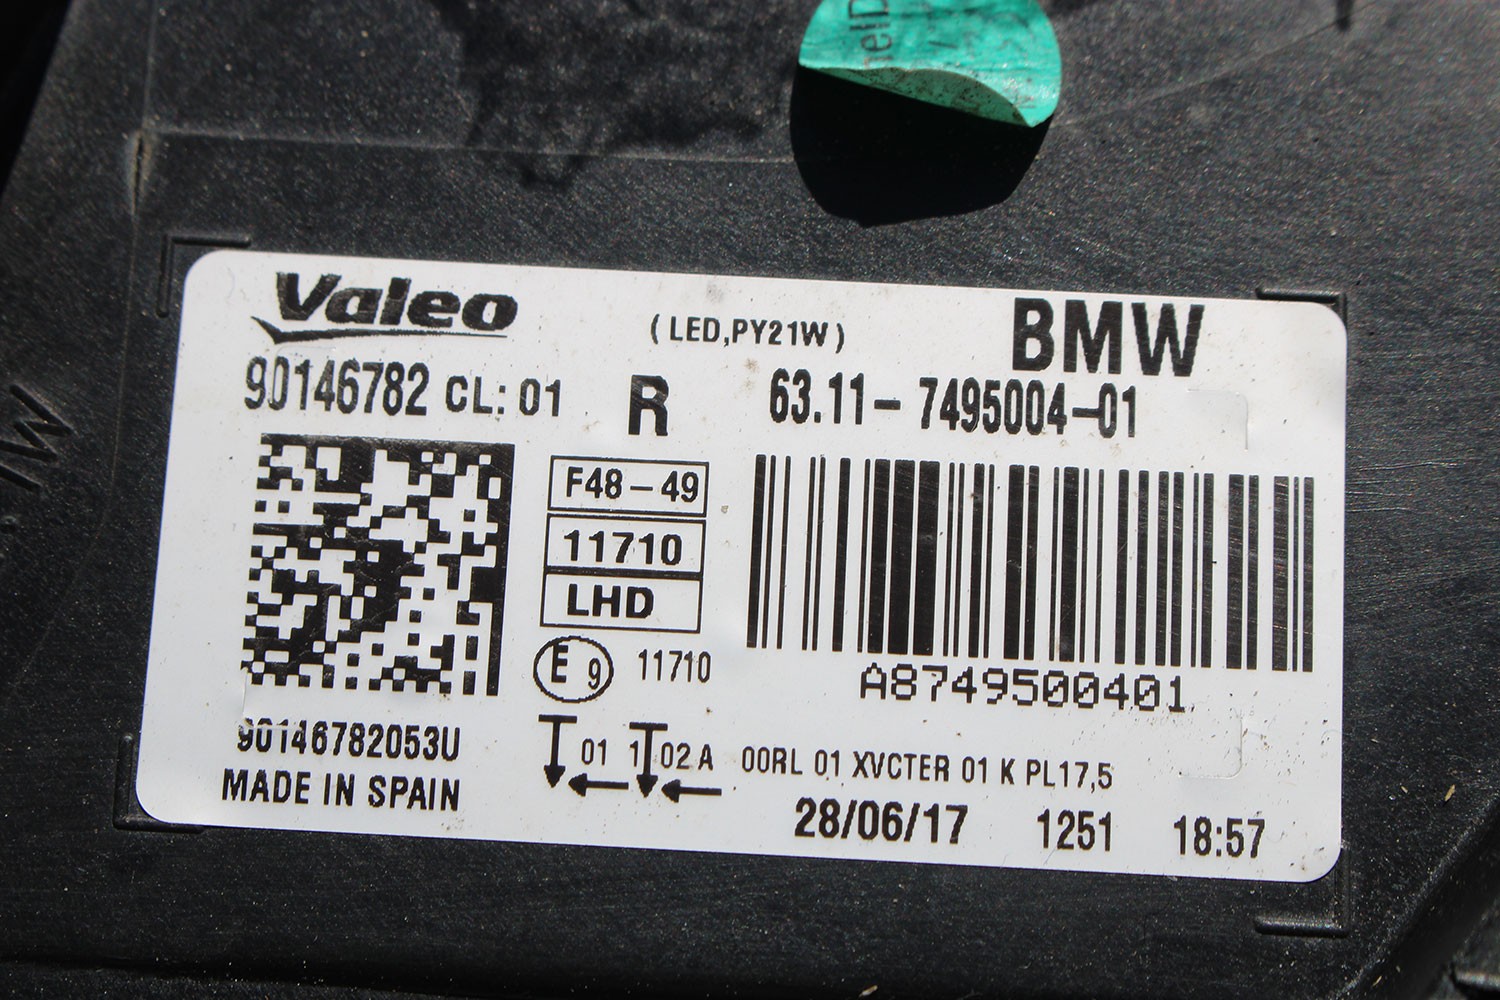 Valeo
(LED,PY21W)
BMW
90146782 CL: 01
R
63.11-7495004-01
F48-49
11710
LHD
E 9 11710
A8749500401
90146782053U
MADE IN SPAIN
01 1 02 A 00RL 01 XVCTER 01 K PL17,5
28/06/17 1251 18:57